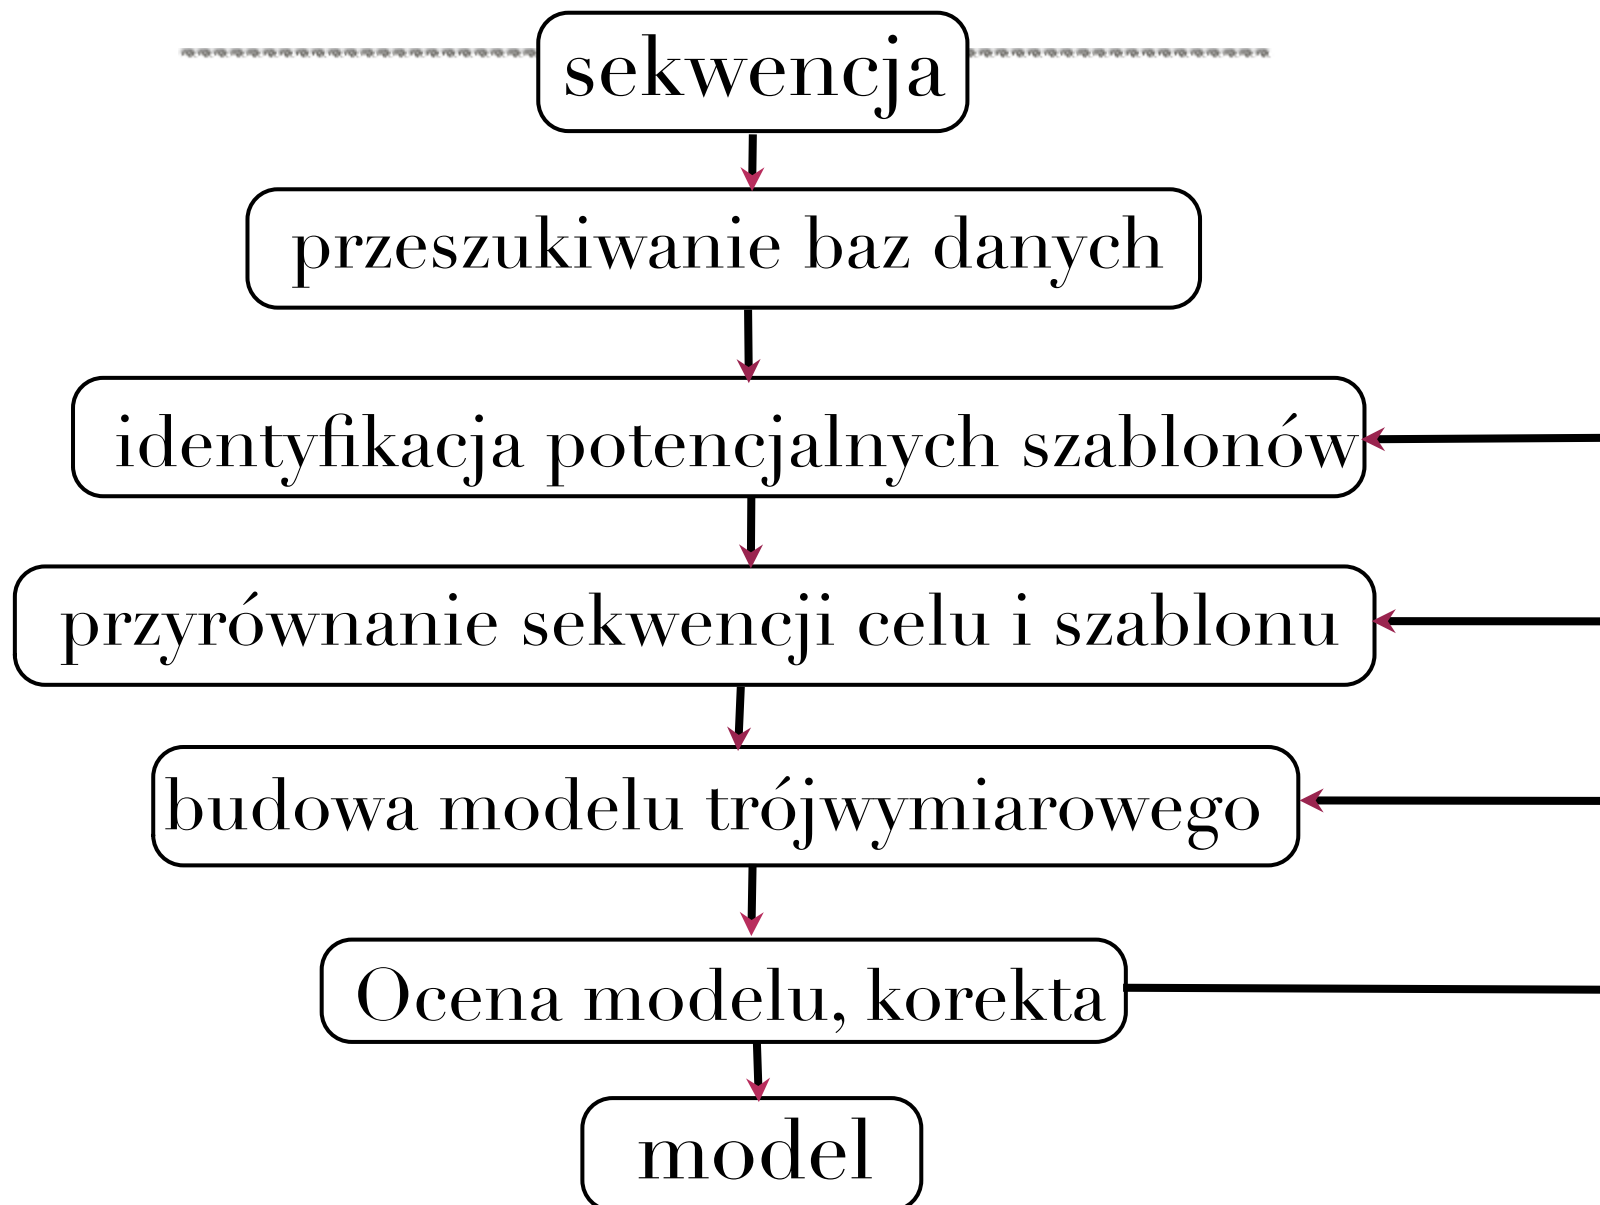 sekwencja
przeszukiwanie baz danych
identyfikacja potencjalnych szablonów
przyrównanie sekwencji celu i szablonu
budowa modelu trójwymiarowego
Ocena modelu, korekta
model